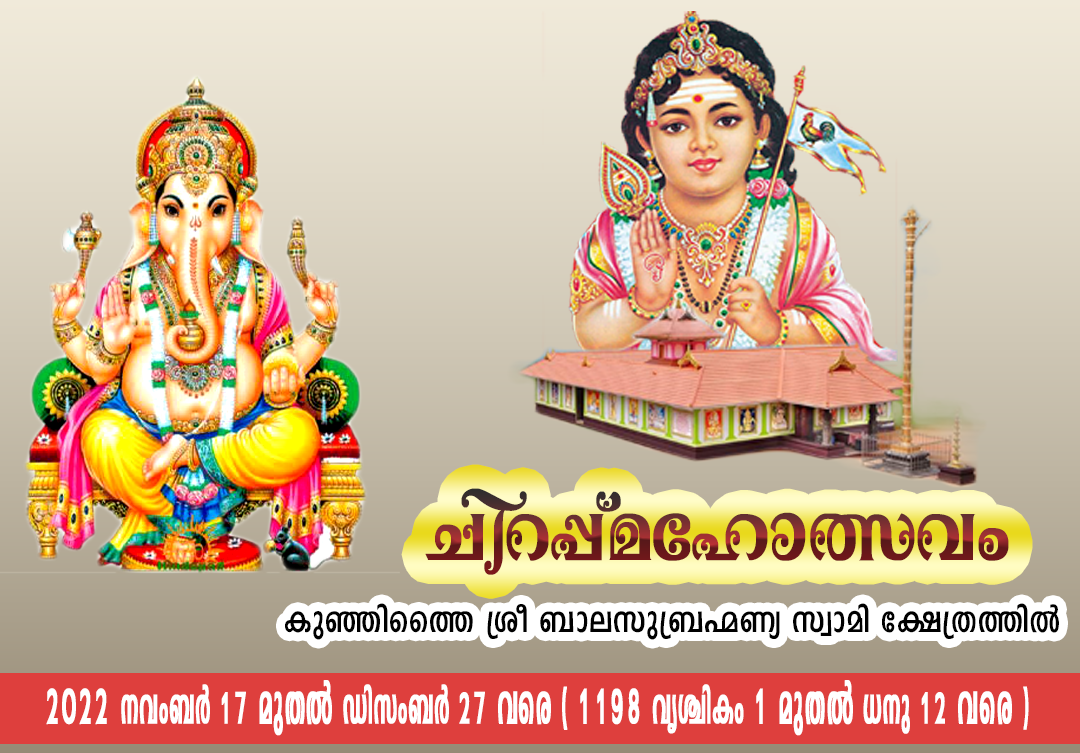 ചിറപ്പ്മഹോത്സവം
കുഞ്ഞിത്തൈ ശ്രീ ബാലസുബ്രഹ്മണ്യ സ്വാമി ക്ഷേത്രത്തിൽ
2022 നവംബർ 17 മുതൽ ഡിസംബർ 27 വരെ ( 1198 വൃശ്ചികം 1 മുതൽ ധനു 12 വരെ )